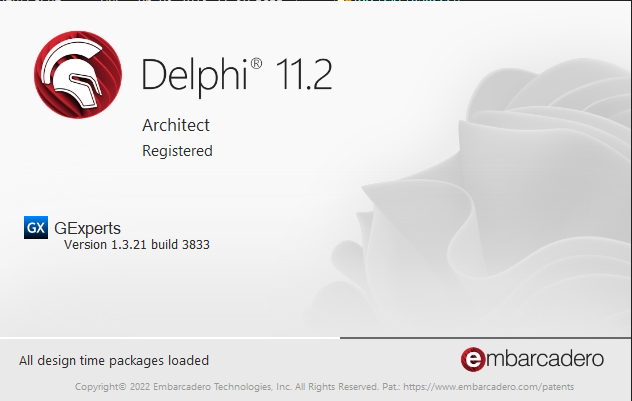 Delphi® 11.2
Architect
Registered
GX GExperts
Version 1.3.21 build 3833
All design time packages loaded
embarcadero
Copyright© 2022 Embarcadero Technologies, Inc. All Rights Reserved. Pat.: https://www.embarcadero.com/patents